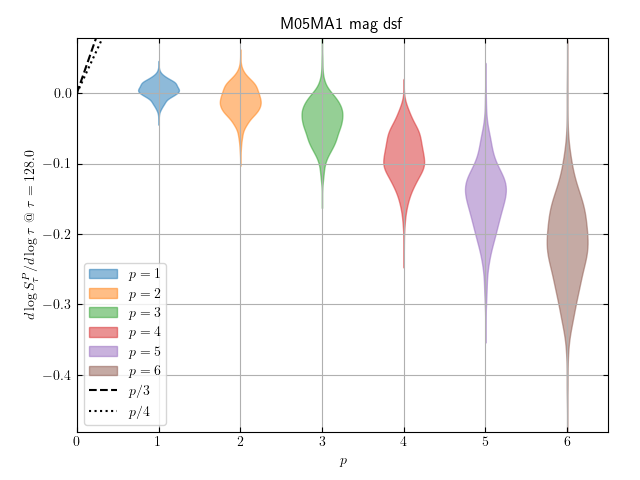 M05MA1 mag dsf
d log S_τ^P / d log τ @ τ = 128.0
0.0
−0.1
−0.2
−0.3
−0.4
p = 1
p = 2
p = 3
p = 4
p = 5
p = 6
p/3
p/4
0 1 2 3 4 5 6
p